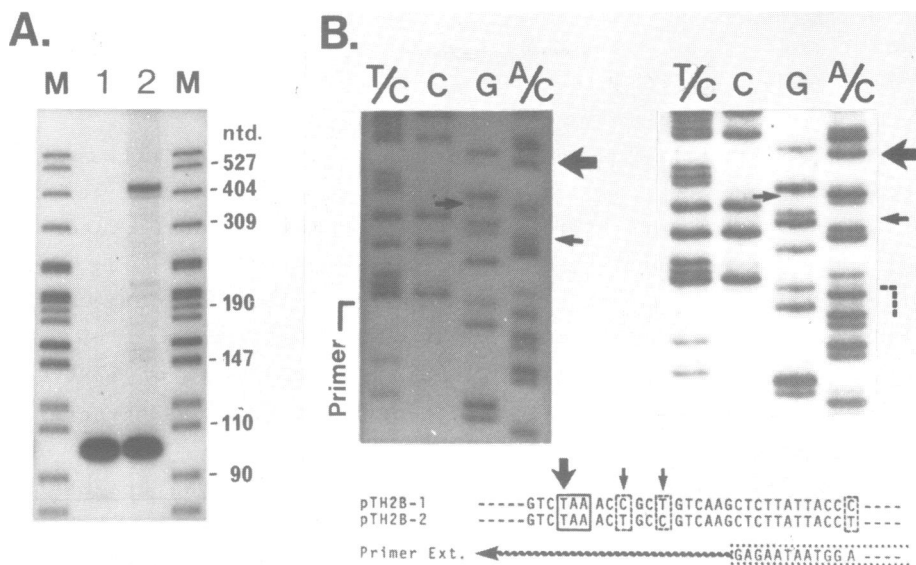 A.
M 1 2 M
ntd.
- 527
- 404
- 309
- 190
- 147
- 110
- 90
B.
T/C C G A/C
Primer
T/C C G A/C
pTH2B-1 -----GTC TAA AC C GC T GTCAAGCTCTTATTACC C ----
pTH2B-2 -----GTC TAA AC T GC C GTCAAGCTCTTATTACC T ----
Primer Ext. GAGAATAATGG A ----